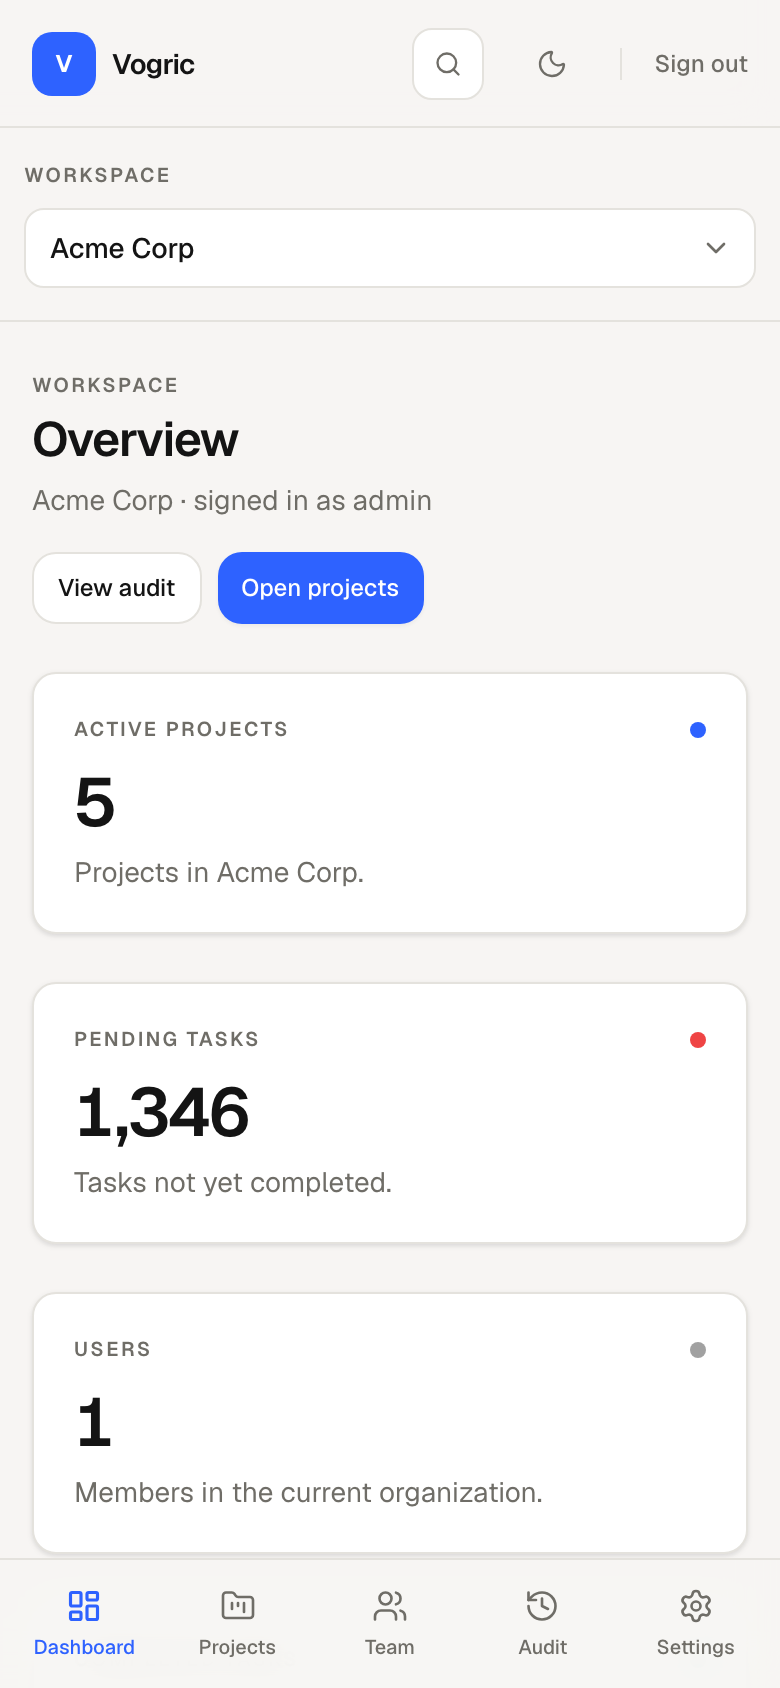 V Vogric Sign out
WORKSPACE
Acme Corp
WORKSPACE
Overview
Acme Corp · signed in as admin
View audit Open projects
ACTIVE PROJECTS
5
Projects in Acme Corp.
PENDING TASKS
1,346
Tasks not yet completed.
USERS
1
Members in the current organization.
Dashboard Projects Team Audit Settings